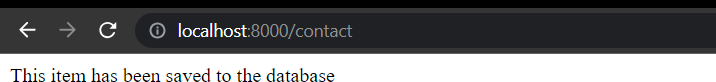 localhost:8000/contact
This item has been saved to the database